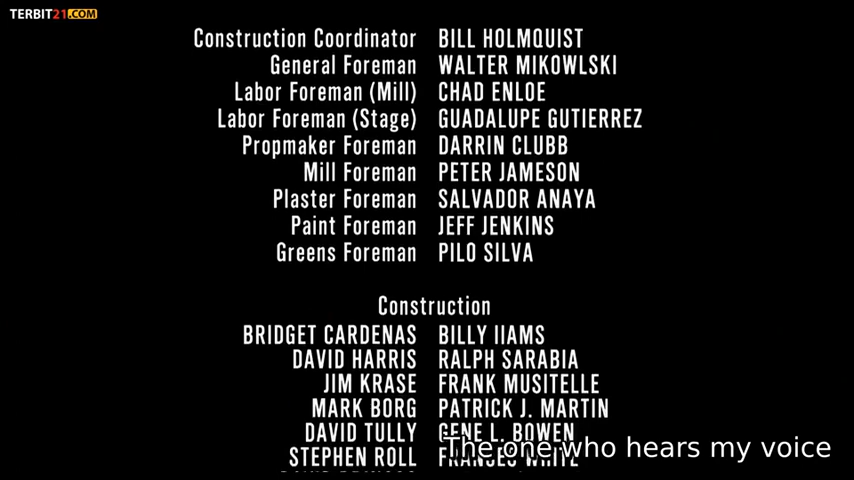 TERBIT21.COM
Construction Coordinator BILL HOLMQUIST
General Foreman WALTER MIKOWLSKI
Labor Foreman (Mill) CHAD ENLOE
Labor Foreman (Stage) GUADALUPE GUTIERREZ
Propmaker Foreman DARRIN CLUBB
Mill Foreman PETER JAMESON
Plaster Foreman SALVADOR ANAYA
Paint Foreman JEFF JENKINS
Greens Foreman PILO SILVA
Construction
BRIDGET CARDENAS BILLY IIAMS
DAVID HARRIS RALPH SARABIA
JIM KRASE FRANK MUSITELLE
MARK BORG PATRICK J. MARTIN
DAVID TULLY GENE L. BOWEN
STEPHEN ROLL FRANCES WHITE
The one who hears my voice